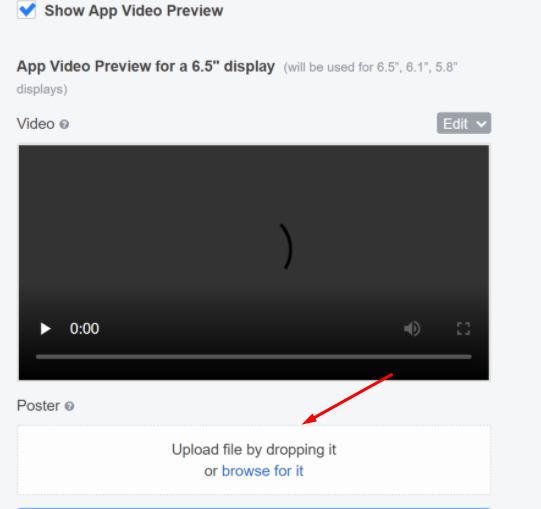 Show App Video Preview
App Video Preview for a 6.5" display (will be used for 6.5", 6.1", 5.8"
displays)
Video ?
Edit
0:00
Poster ?
Upload file by dropping it
or browse for it